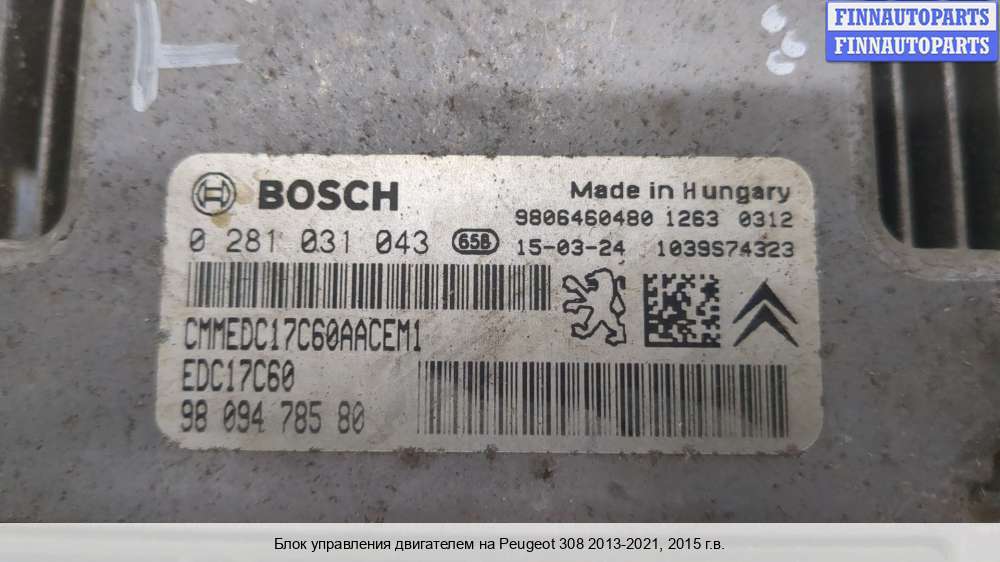 FINNAUTOPARTS
FINNAUTOPARTS
BOSCH
Made in Hungary
9806460480 1263 0312
0 281 031 043 65B
15-03-24 1039S74323
CMMEDC17C60AACEM1
EDC17C60
98 094 785 80
Блок управления двигателем на Peugeot 308 2013-2021, 2015 г.в.